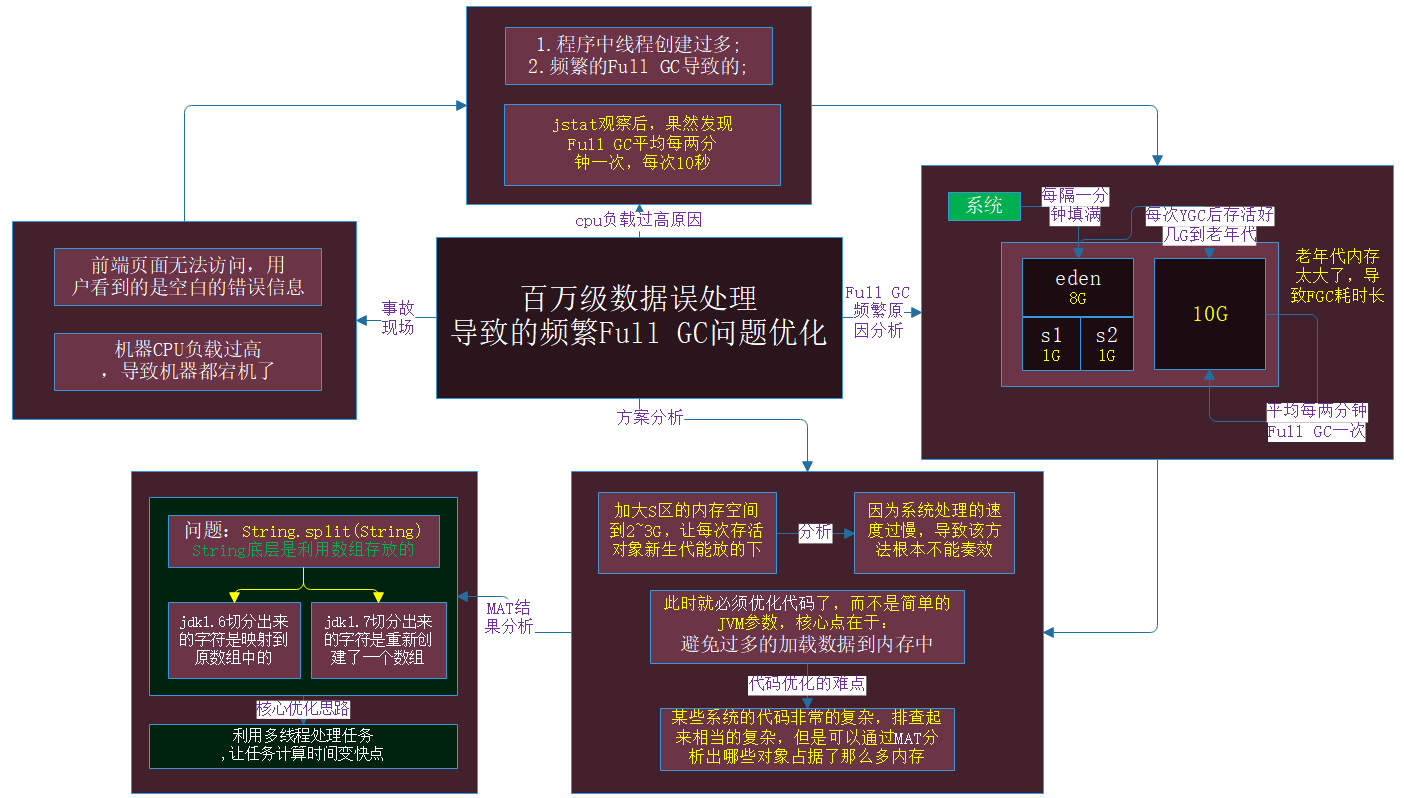 1.程序中线程创建过多;
2.频繁的Full GC导致的;
jstat观察后，果然发现
Full GC平均每两分
钟一次，每次10秒
cpu负载过高原因
前端页面无法访问，用
户看到的是空白的错误信息
机器CPU负载过高
，导致机器都宕机了
事故
现场
百万级数据误处理
导致的频繁Full GC问题优化
Full GC
频繁原
因分析
系统
每隔一分
钟填满
每次YGC后存活好
几G到老年代
eden
8G
s1
1G
s2
1G
10G
老年代内存
太大了，导
致FGC耗时长
平均每两分钟
Full GC一次
方案分析
加大S区的内存空间
到2~3G，让每次存活
对象新生代能放的下
分析
因为系统处理的速
度过慢，导致该方
法根本不能奏效
此时就必须优化代码了，而不是简单的
JVM参数，核心点在于：
避免过多的加载数据到内存中
代码优化的难点
某些系统的代码非常的复杂，排查起
来相当的复杂，但是可以通过MAT分
析出哪些对象占据了那么多内存
MAT结
果分析
问题：String.split(String)
String底层是利用数组存放的
jdk1.6切分出来
的字符是映射到
原数组中的
jdk1.7切分出来
的字符是重新创
建了一个数组
核心优化思路
利用多线程处理任务
,让任务计算时间变快点